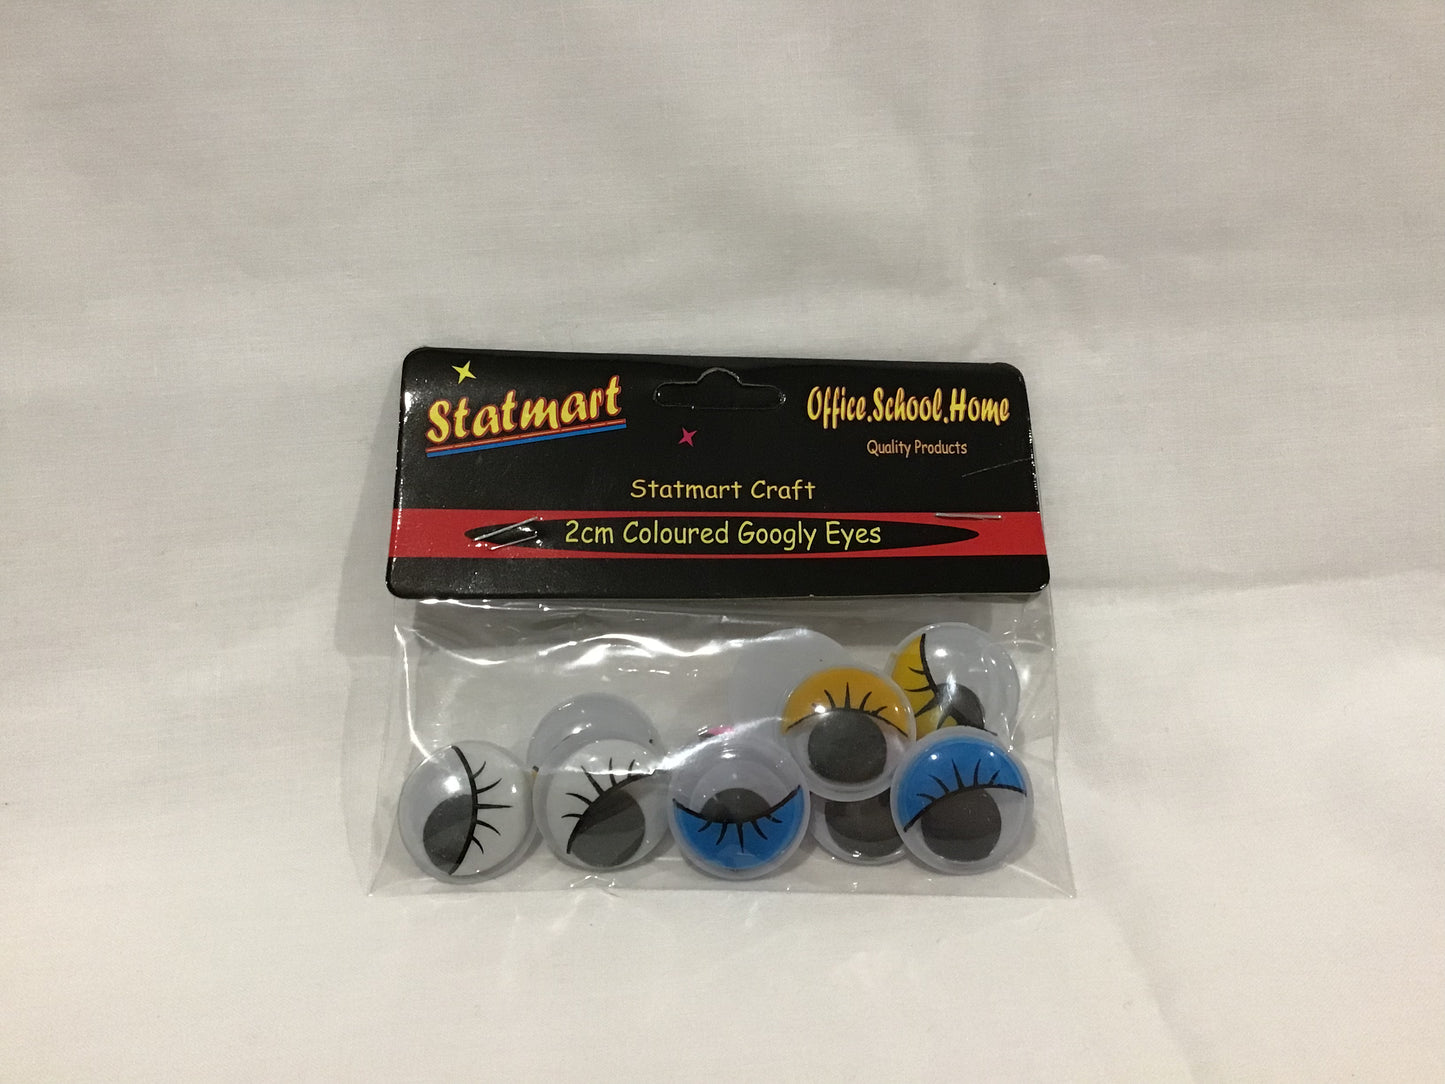 Statmart
Office.School.Home
Quality Products
Statmart Craft
2cm Coloured Googly Eyes